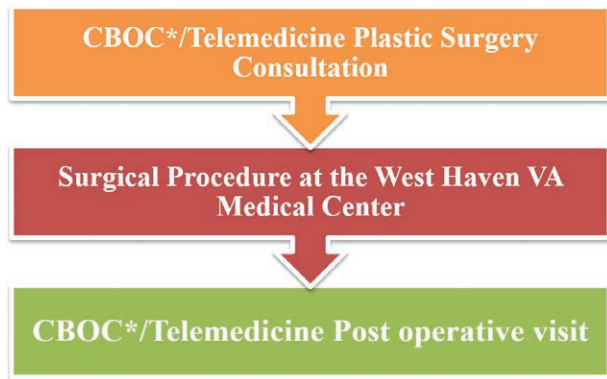 CBOC*/Telemedicine Plastic Surgery
Consultation
Surgical Procedure at the West Haven VA
Medical Center
CBOC*/Telemedicine Post operative visit